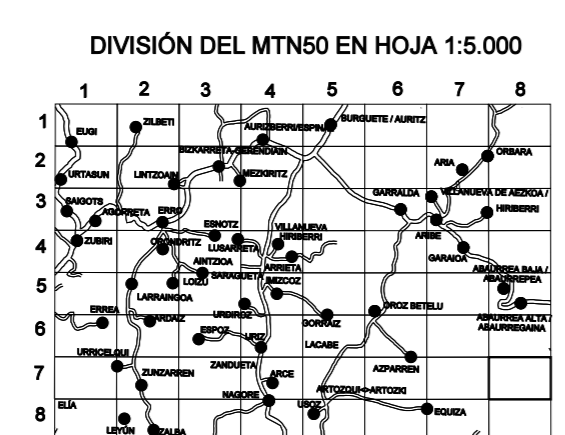 DIVISIÓN DEL MTN50 EN HOJA 1:5.000
1 2 3 4 5 6 7 8
1
ZILBETI
BURGUETE / AURITZ
EUGI
AURIZBERRI/ESPINAL
2
BIZKARRETA-GERENDIAIN
ORBARA
ARIA
URTASUN
LINTZOAIN
MEZKIRITZ
3
GARRALDA
VILLANUEVA DE AEZKOA /
HIRIBERRI
SAIGOTS
AGORRETA
ERRO
ESNOTZ
VILLANUEVA
HIRIBERRI
ARIBE
4
ZUBIRI
ORONDRITZ
LUSARRETA
GARAIOA
AINTZIOA
ARRIETA
ABAURREA BAJA /
ABAURREPEA
SARAGUETA
5
LOIZU
IMIZCOZ
LARRAINGOA
URDIROZ
OROZ BETELU
ERREA
ABAURREA ALTA /
ABAURREGAINA
6
SARDAIZ
ESPOZ
GORRAIZ
URIZ
LACABE
URRICELQUI
ZANDUETA
AZPARREN
7
ZUNZARREN
ARCE
ARTOZQUI<>ARTOZKI
NAGORE
8
ELÍA
USOZ
EQUIZA
LEYÚN
ZALBA